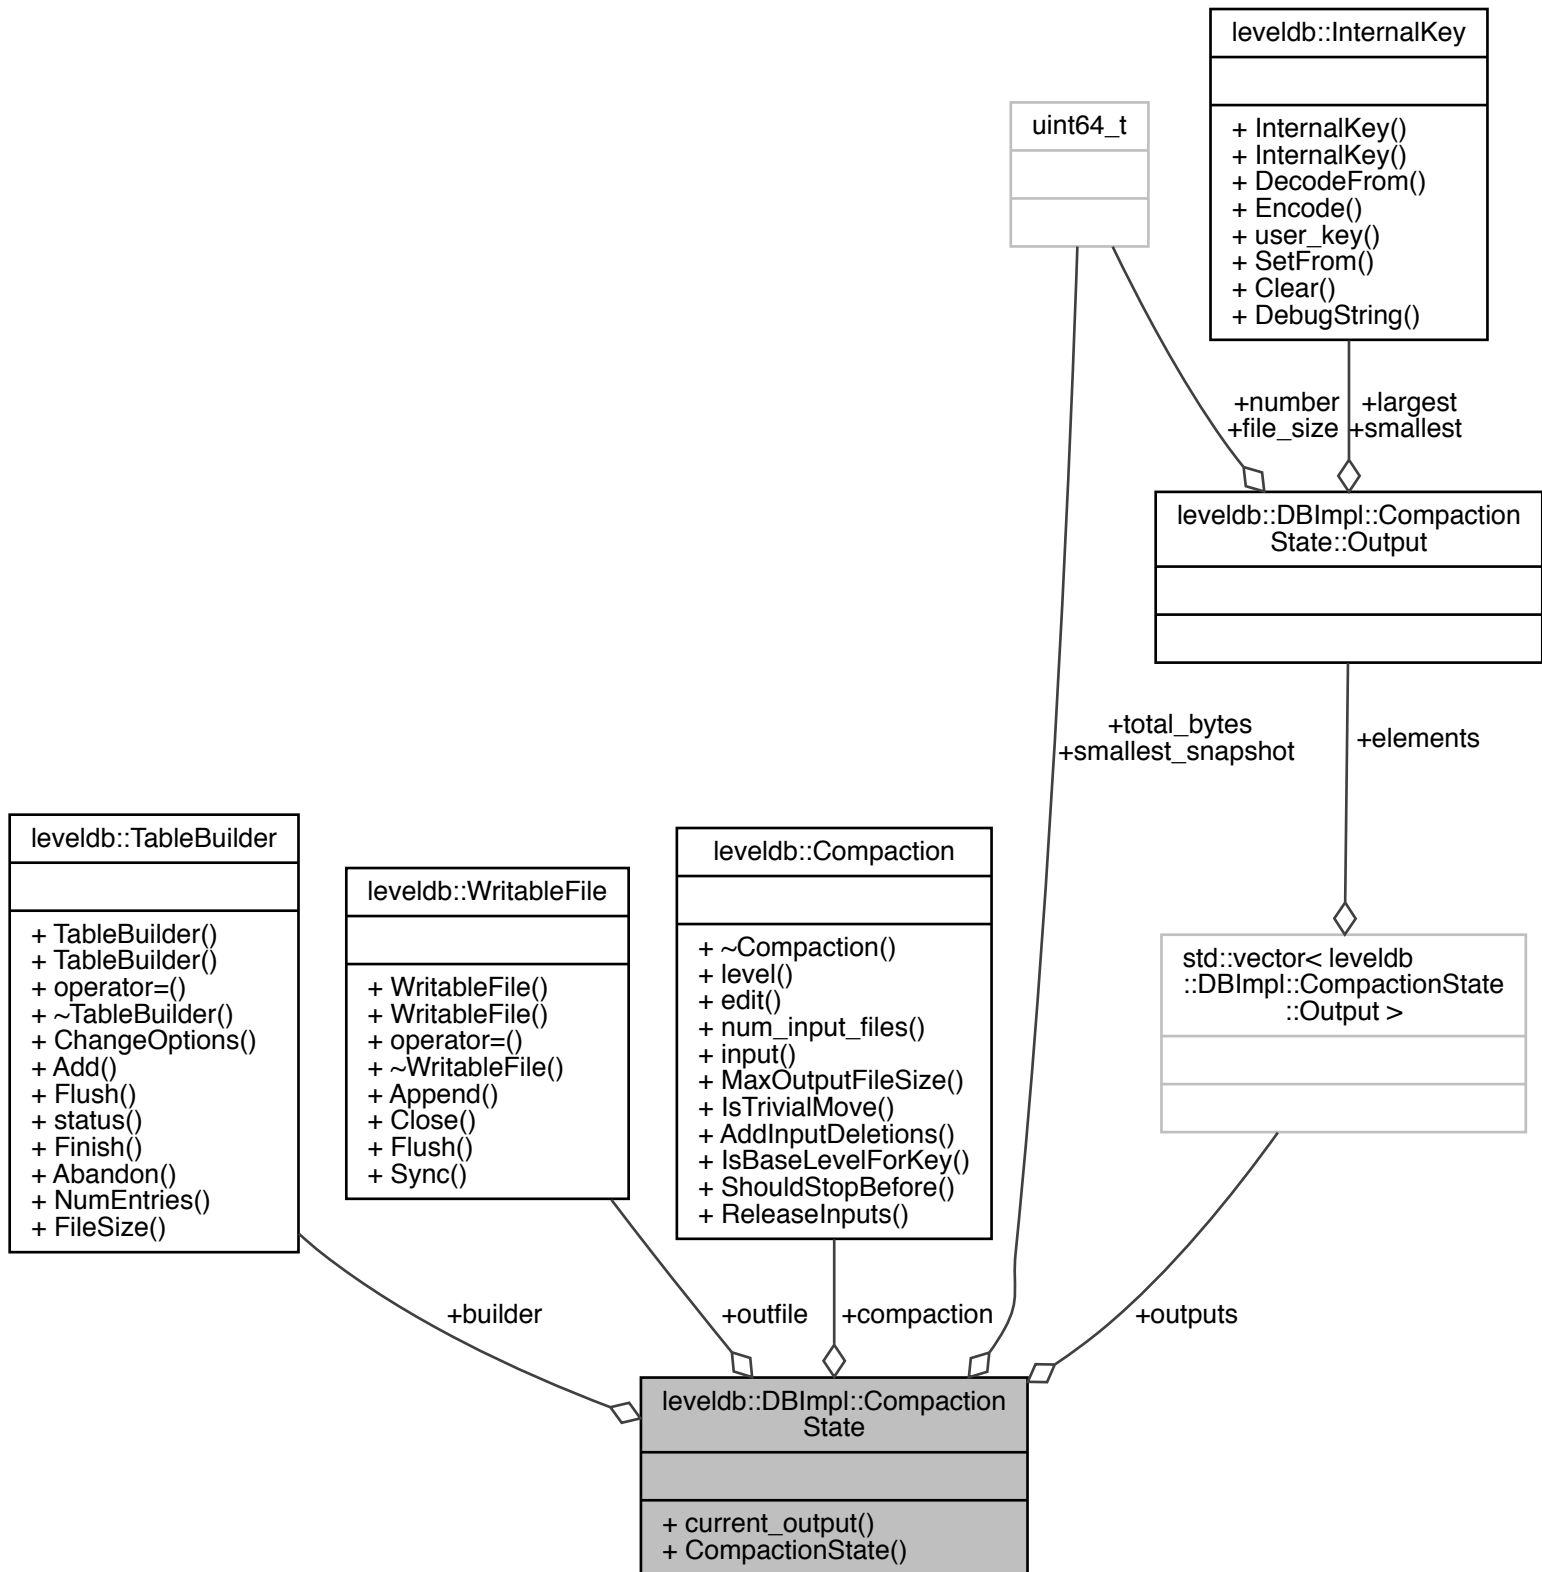 leveldb::InternalKey
+ InternalKey()
+ InternalKey()
+ DecodeFrom()
+ Encode()
+ user_key()
+ SetFrom()
+ Clear()
+ DebugString()
uint64_t
+number
+file_size
+largest
+smallest
leveldb::DBImpl::Compaction
State::Output
+total_bytes
+smallest_snapshot
+elements
leveldb::TableBuilder
+ TableBuilder()
+ TableBuilder()
+ operator=()
+ ~TableBuilder()
+ ChangeOptions()
+ Add()
+ Flush()
+ status()
+ Finish()
+ Abandon()
+ NumEntries()
+ FileSize()
leveldb::WritableFile
+ WritableFile()
+ WritableFile()
+ operator=()
+ ~WritableFile()
+ Append()
+ Close()
+ Flush()
+ Sync()
leveldb::Compaction
+ ~Compaction()
+ level()
+ edit()
+ num_input_files()
+ input()
+ MaxOutputFileSize()
+ IsTrivialMove()
+ AddInputDeletions()
+ IsBaseLevelForKey()
+ ShouldStopBefore()
+ ReleaseInputs()
std::vector< leveldb
::DBImpl::CompactionState
::Output >
+builder
+outfile
+compaction
+outputs
leveldb::DBImpl::Compaction
State
+ current_output()
+ CompactionState()